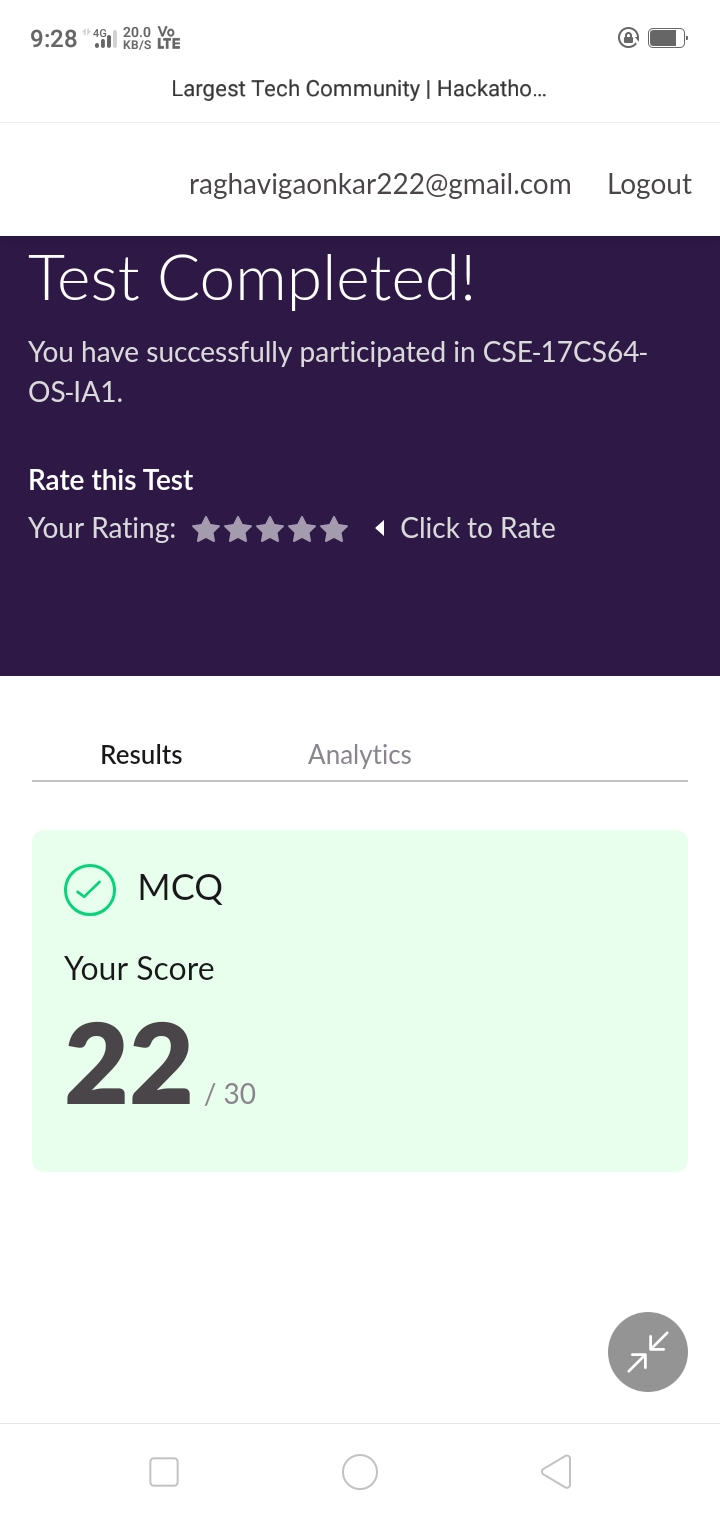 9:28 4G 20.0 KB/S Vo LTE
Largest Tech Community | Hackatho...
raghavigaonkar222@gmail.com Logout
Test Completed!
You have successfully participated in CSE-17CS64-
OS-IA1.
Rate this Test
Your Rating: Click to Rate
Results Analytics
MCQ
Your Score
22 / 30